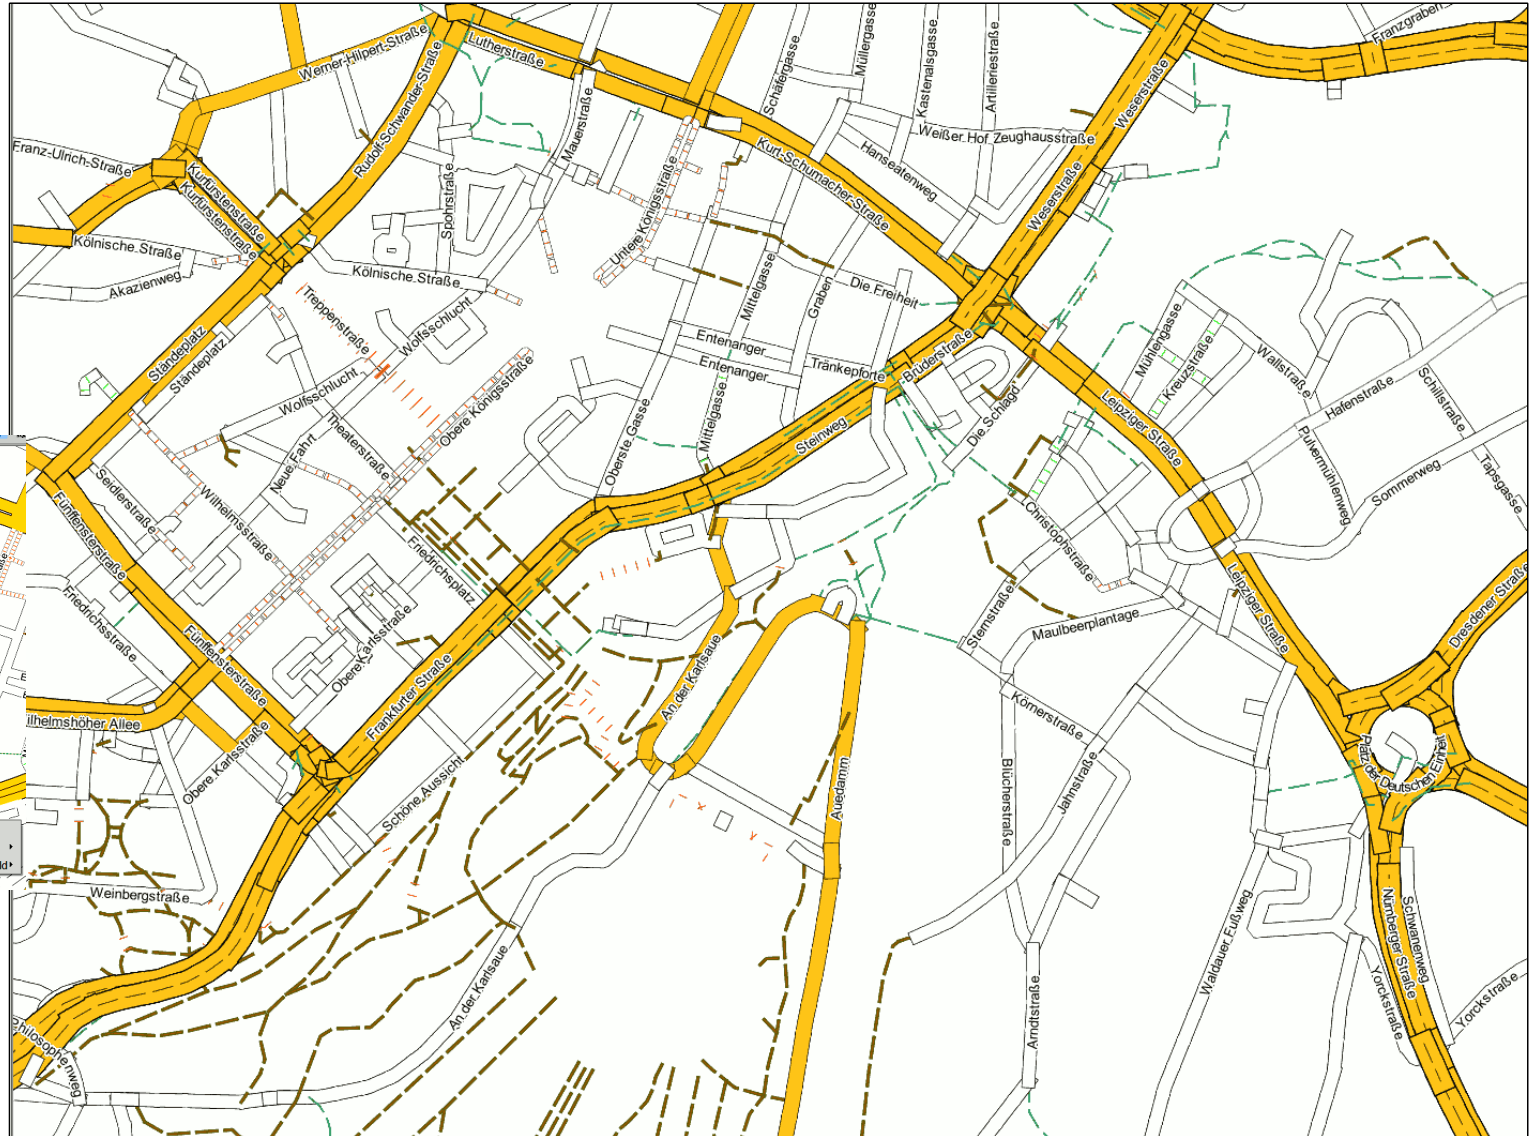 Franzgraben
Werner-Hilpert-Straße
Lutherstraße
Rudolf-Schwander-Straße
Schäfergasse
Müllergasse
Kastenalsgasse
Artilleriestraße
Weserstraße
Mauerstraße
Weißer Hof
Zeughausstraße
Franz-Ulrich-Straße
Kurt-Schumacher-Straße
Hanseatenweg
Kurfürstenstraße
Kurfürstenstraße
Spohrstraße
Untere Königsstraße
Weserstraße
Kölnische Straße
Akazienweg
Kölnische Straße
Mittelgasse
Graben
Die Freiheit
Treppenstraße
Wolfsschlucht
Entenanger
Entenanger
Tränkepforte
Brüderstraße
Mühlengasse
Kreuzstraße
Wallstraße
Ständeplatz
Ständeplatz
Wolfsschlucht
Obere Königsstraße
Theaterstraße
Oberste Gasse
Mittelgasse
Steinweg
Die Schlagd
Leipziger Straße
Hafenstraße
Schillstraße
Pulvermühlenweg
Sommerweg
Tapsgasse
Neue Fahrt
Seidlerstraße
Wilhelmsstraße
Fünffensterstraße
Friedrichsplatz
Christophstraße
Leipziger Straße
Dresdener Straße
Friedrichsstraße
Fünffensterstraße
Obere Karlsstraße
Sternstraße
Maulbeerplantage
Frankfurter Straße
An der Karlsaue
Körnerstraße
ilhelmshöher Allee
Obere Karlsstraße
Schöne Aussicht
Auedamm
Blücherstraße
Jahnstraße
Platz der Deutschen Einheit
ld
Weinbergstraße
An der Karlsaue
Waldauer Fußweg
Nürnberger Straße
Schwanenweg
Arndtstraße
Yorckstraße
Yorckstraße
Philosophenweg